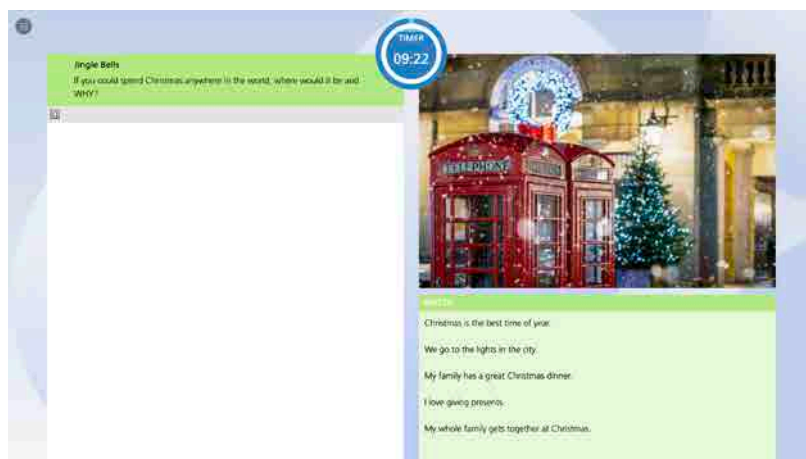 TIMER
09:22
Jingle Bells
If you could spend Christmas anywhere in the world, where would it be and
WHY?
TELEPHONE
Christmas is the best time of year.
We go to the lights in the city.
My family has a great Christmas dinner.
I love giving presents.
My whole family gets together at Christmas.